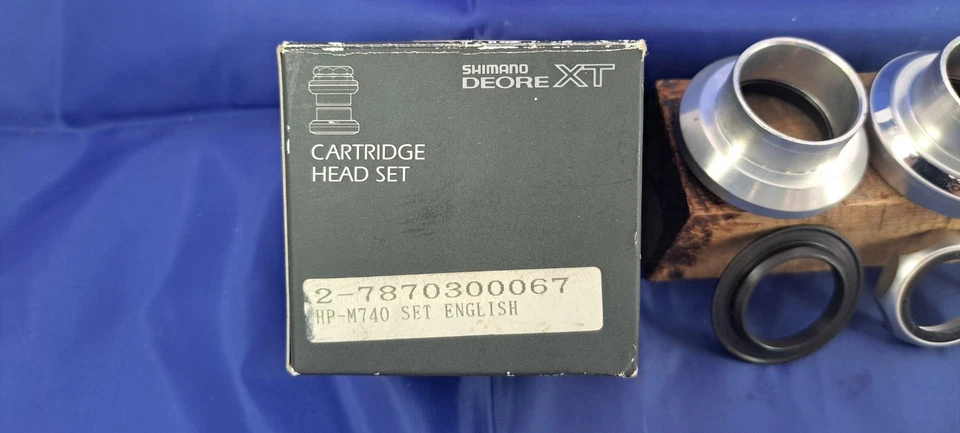 SHIMANO
DEORE XT
CARTRIDGE
HEAD SET
2-7870300067
HP-M740 SET ENGLISH